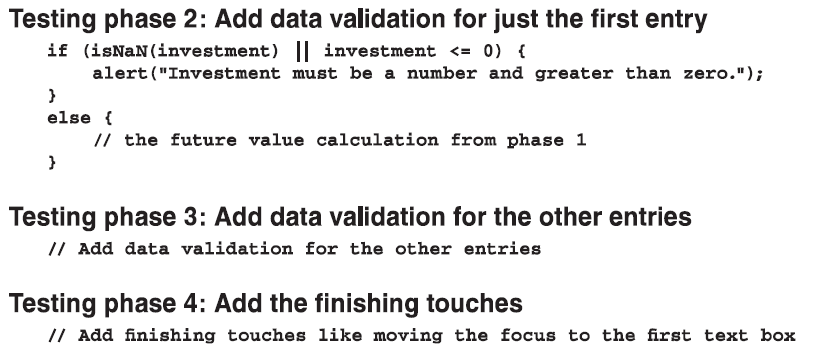 Testing phase 2: Add data validation for just the first entry
if (isNaN(investment) || investment <= 0) {
alert("Investment must be a number and greater than zero.");
}
else {
// the future value calculation from phase 1
}
Testing phase 3: Add data validation for the other entries
// Add data validation for the other entries
Testing phase 4: Add the finishing touches
// Add finishing touches like moving the focus to the first text box